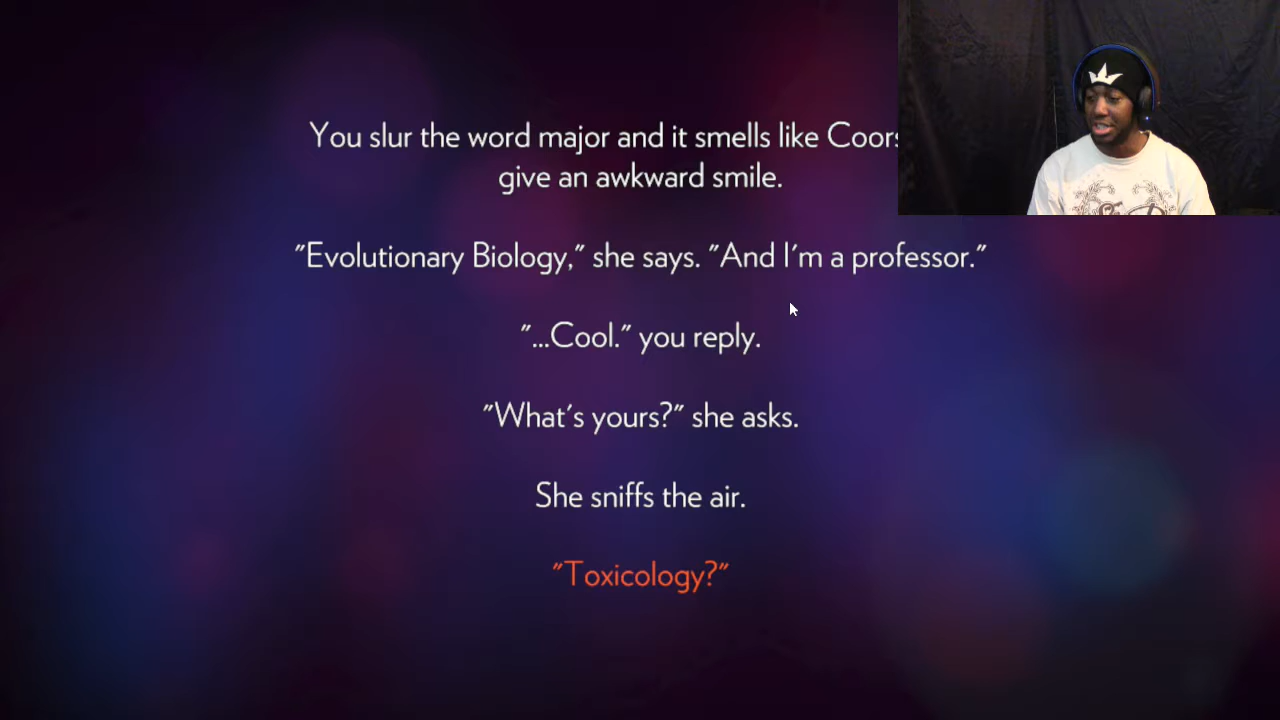 You slur the word major and it smells like Coors
give an awkward smile.
"Evolutionary Biology," she says. "And I'm a professor."
"...Cool." you reply.
"What's yours?" she asks.
She sniffs the air.
"Toxicology?"